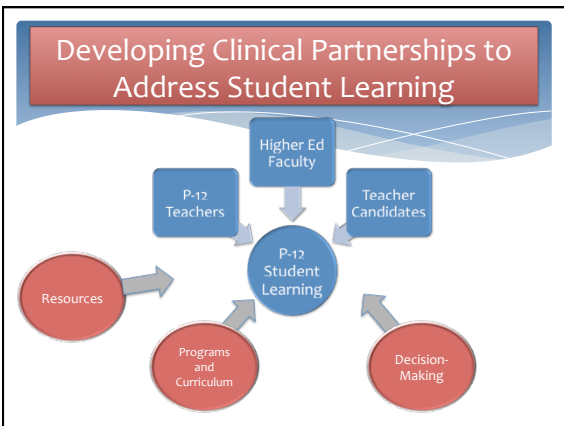 Developing Clinical Partnerships to
Address Student Learning
Higher Ed
Faculty
P-12
Teachers
Teacher
Candidates
P-12
Student
Learning
Resources
Programs
and
Curriculum
Decision-
Making